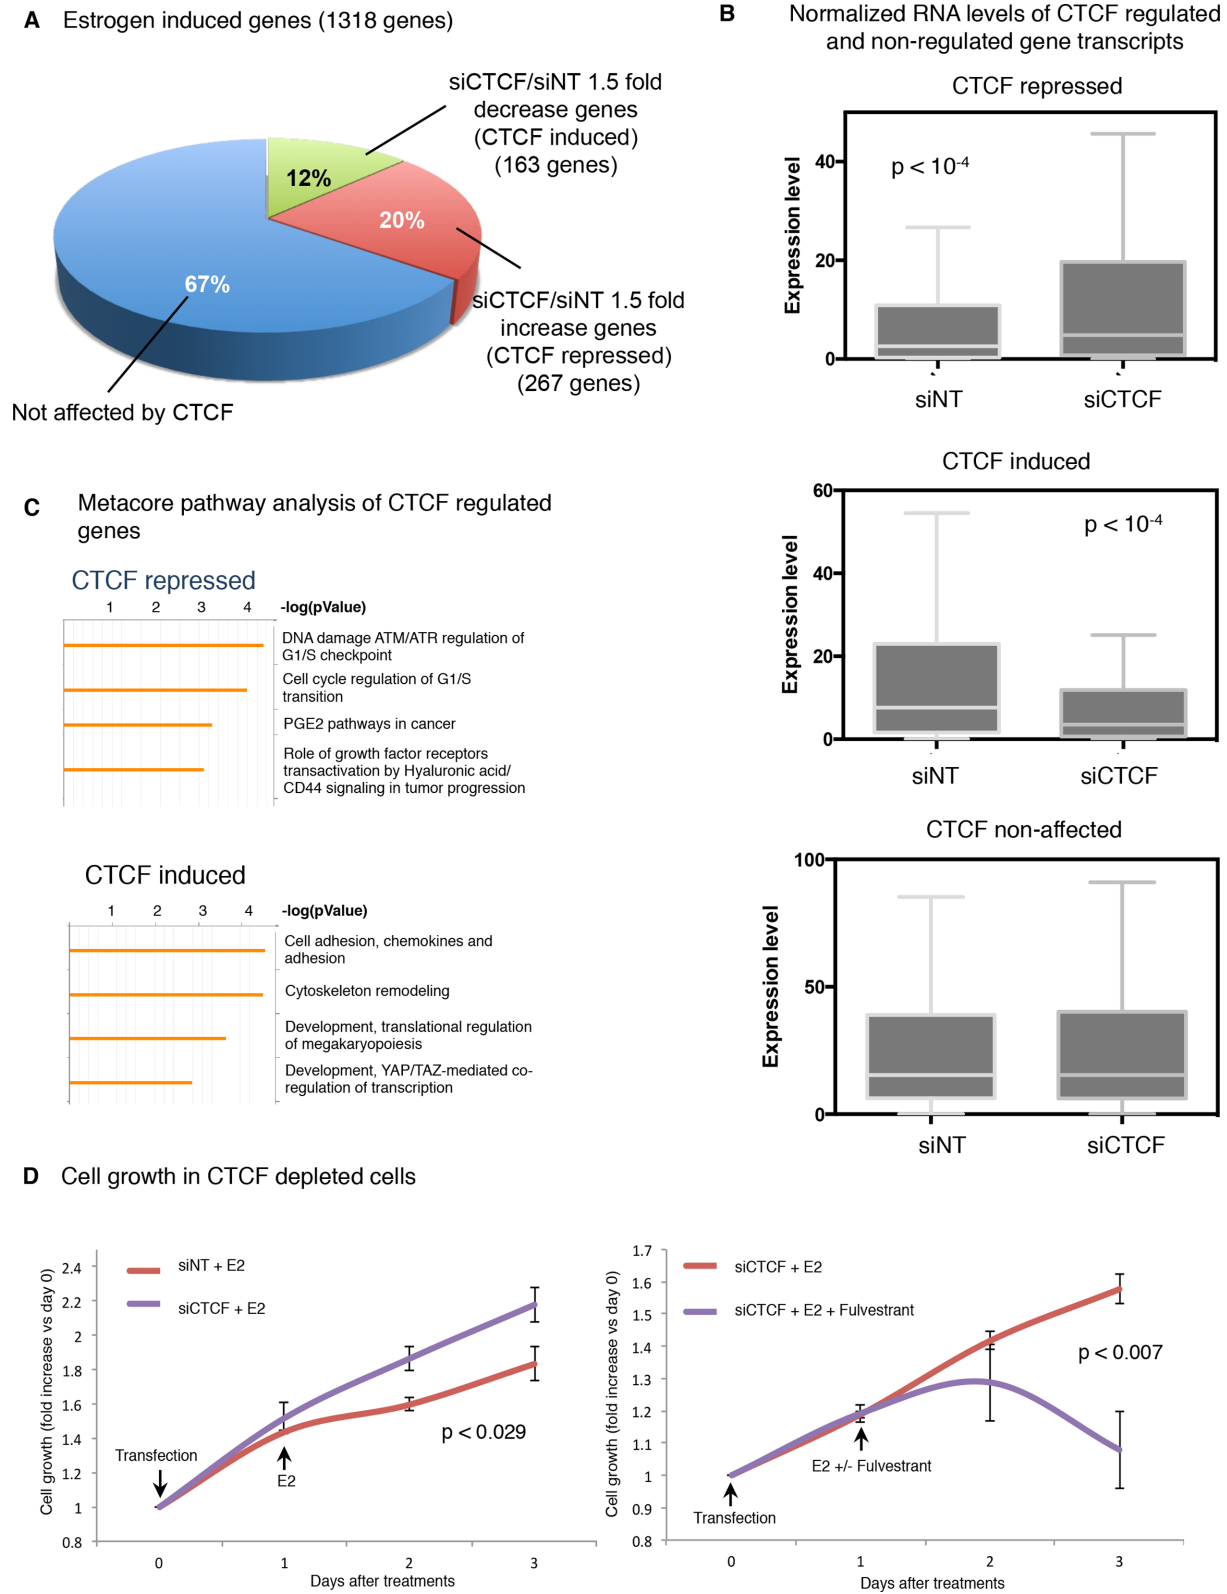 A Estrogen induced genes (1318 genes)
siCTCF/siNT 1.5 fold
decrease genes
(CTCF induced)
(163 genes)
12%
20%
67%
siCTCF/siNT 1.5 fold
increase genes
(CTCF repressed)
(267 genes)
Not affected by CTCF
B Normalized RNA levels of CTCF regulated
and non-regulated gene transcripts
CTCF repressed
Expression level
40
20
0
p < 10-4
siNT siCTCF
CTCF induced
Expression level
60
40
20
0
p < 10-4
siNT siCTCF
CTCF non-affected
Expression level
100
50
0
siNT siCTCF
C Metacore pathway analysis of CTCF regulated
genes
CTCF repressed
1 2 3 4 -log(pValue)
DNA damage ATM/ATR regulation of
G1/S checkpoint
Cell cycle regulation of G1/S
transition
PGE2 pathways in cancer
Role of growth factor receptors
transactivation by Hyaluronic acid/
CD44 signaling in tumor progression
CTCF induced
1 2 3 4 -log(pValue)
Cell adhesion, chemokines and
adhesion
Cytoskeleton remodeling
Development, translational regulation
of megakaryopoiesis
Development, YAP/TAZ-mediated co-
regulation of transcription
D Cell growth in CTCF depleted cells
Cell growth (fold increase vs day 0)
2.4
2.2
2
1.8
1.6
1.4
1.2
1
0.8
siNT + E2
siCTCF + E2
p < 0.029
Transfection
E2
0 1 2 3
Days after treatments
Cell growth (fold increase vs day 0)
1.7
1.6
1.5
1.4
1.3
1.2
1.1
1
0.9
0.8
siCTCF + E2
siCTCF + E2 + Fulvestrant
p < 0.007
E2 +/- Fulvestrant
Transfection
0 1 2 3
Days after treatments